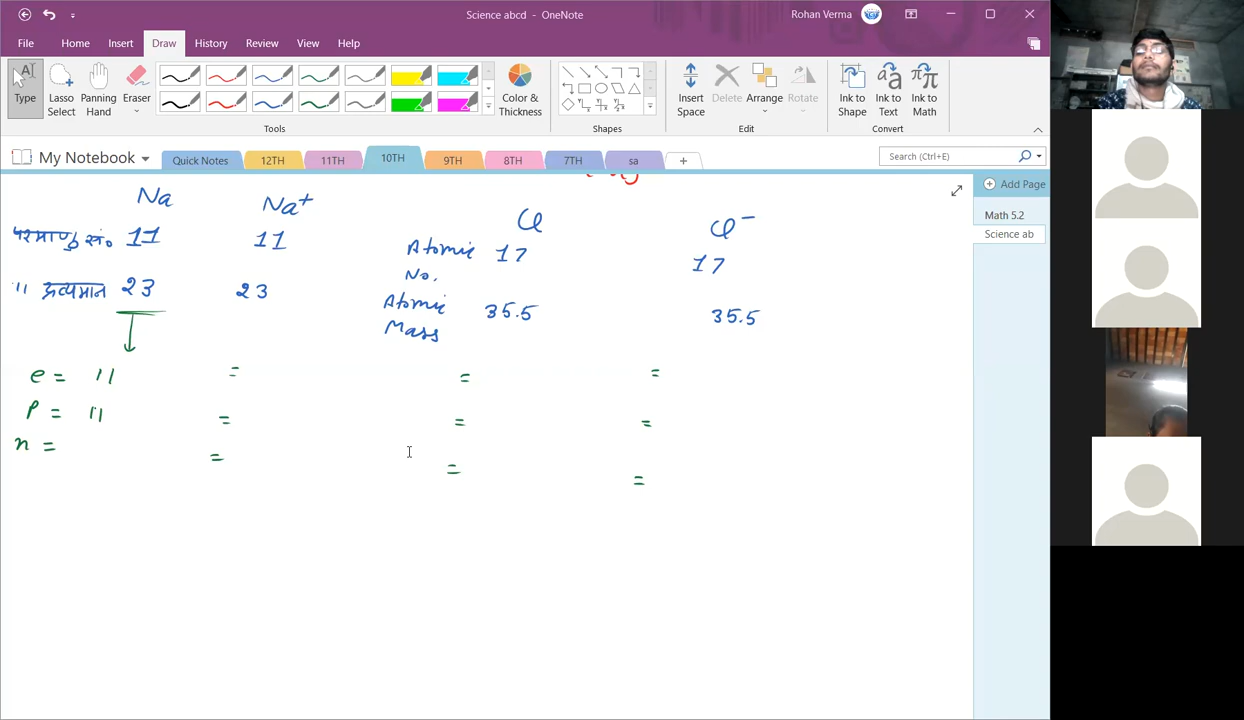 Science abcd - OneNote
Rohan Verma
File Home Insert Draw History Review View Help
Type Lasso Select Panning Hand Eraser Color & Thickness Insert Space Delete Arrange Rotate Ink to Shape Ink to Text Ink to Math
Tools Shapes Edit Convert
My Notebook Quick Notes 12TH 11TH 10TH 9TH 8TH 7TH sa + Search (Ctrl+E)
Add Page
Math 5.2
Science ab
Na Na+ Cl Cl−
परमाणु सं० 11 11 Atomic No. 17 17
" द्रव्यमान 23 23 Atomic Mass 35.5 35.5
e = 11 = = =
P = 11 = = =
n = = = =